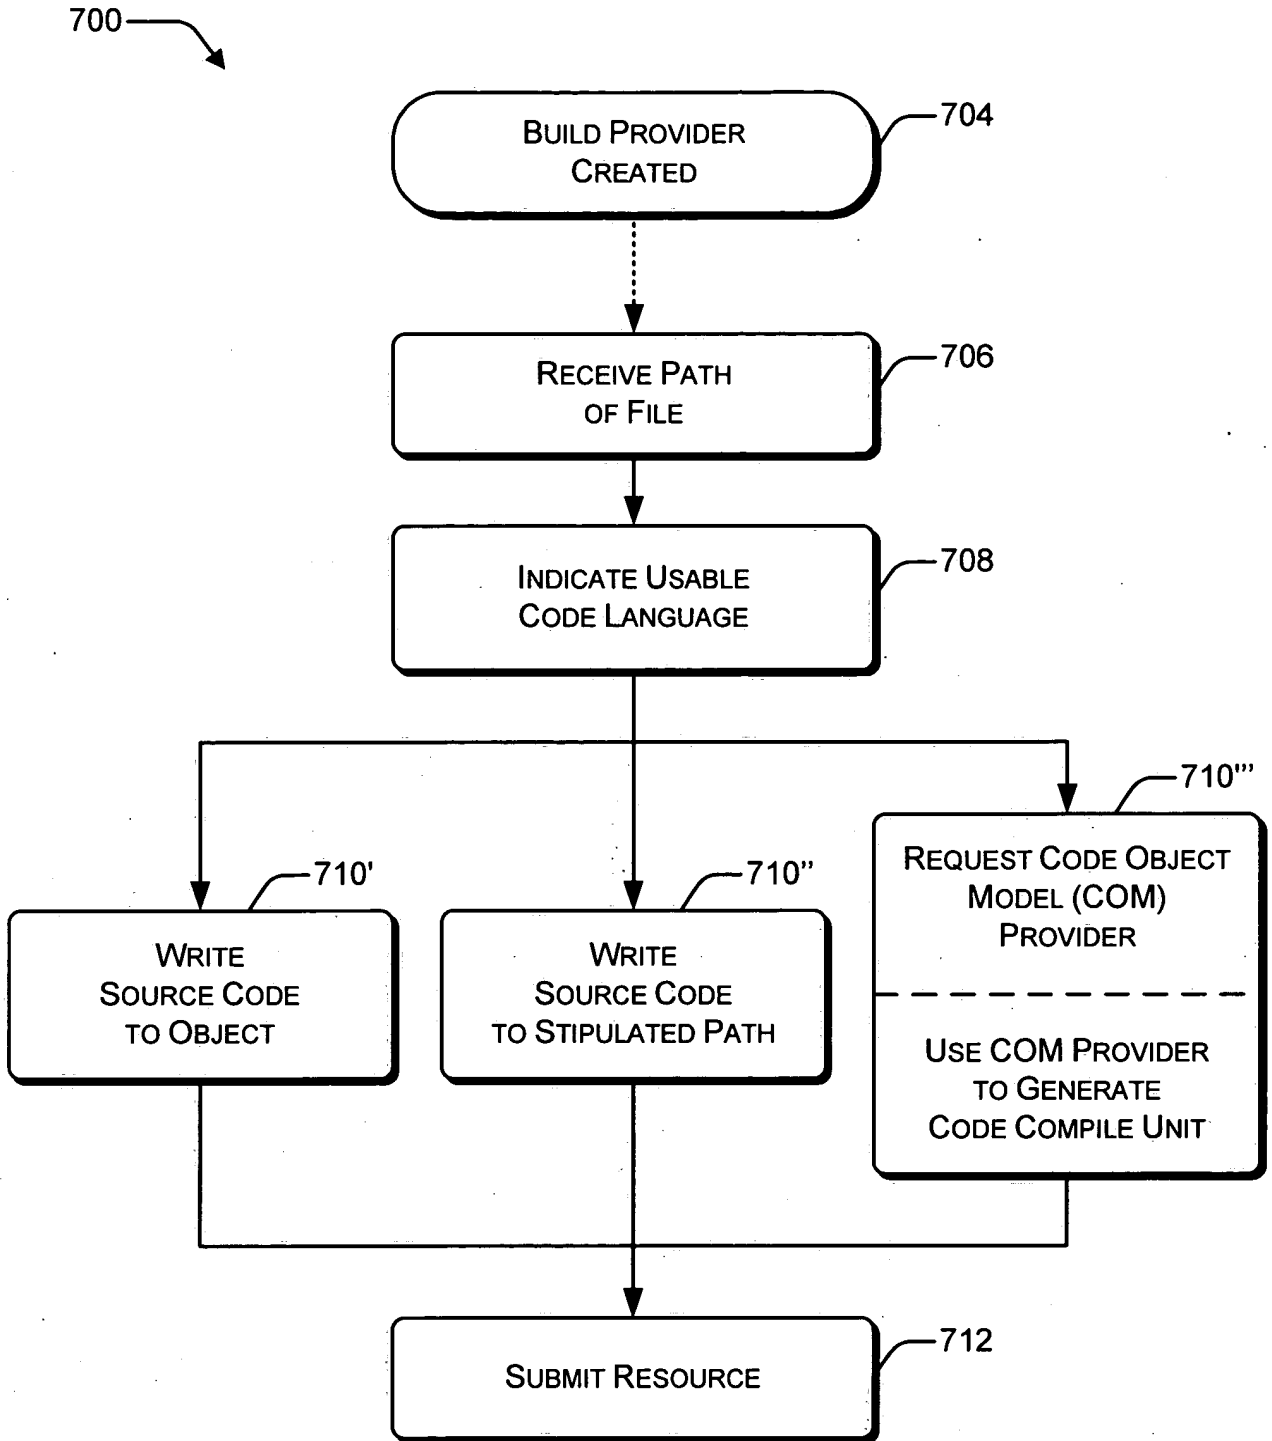 700
BUILD PROVIDER
CREATED
704
RECEIVE PATH
OF FILE
706
INDICATE USABLE
CODE LANGUAGE
708
710'
WRITE
SOURCE CODE
TO OBJECT
710''
WRITE
SOURCE CODE
TO STIPULATED PATH
710'''
REQUEST CODE OBJECT
MODEL (COM)
PROVIDER
USE COM PROVIDER
TO GENERATE
CODE COMPILE UNIT
SUBMIT RESOURCE
712